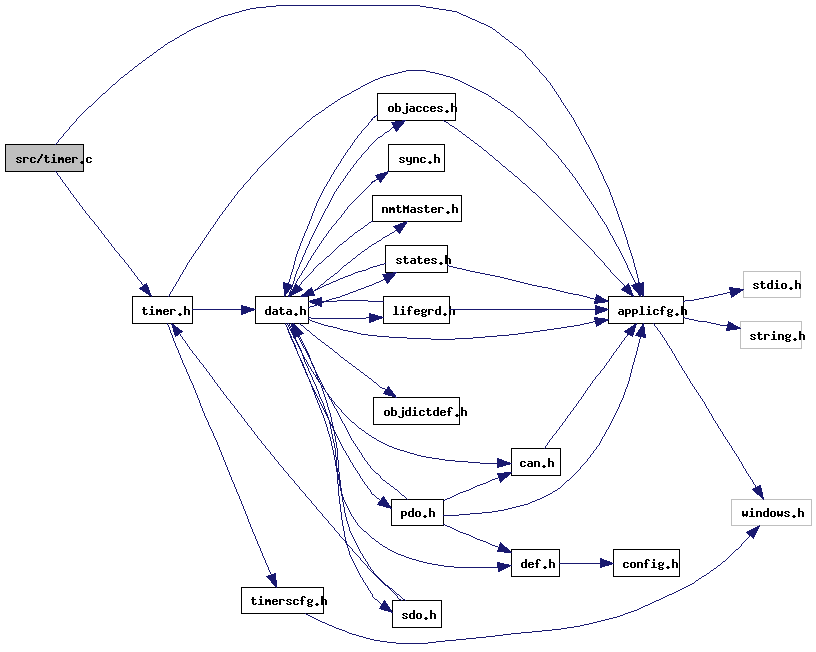 objacces.h
src/timer.c
sync.h
nmtMaster.h
states.h
stdio.h
timer.h
data.h
lifegrd.h
applicfg.h
string.h
objdictdef.h
can.h
pdo.h
windows.h
def.h
config.h
timerscfg.h
sdo.h